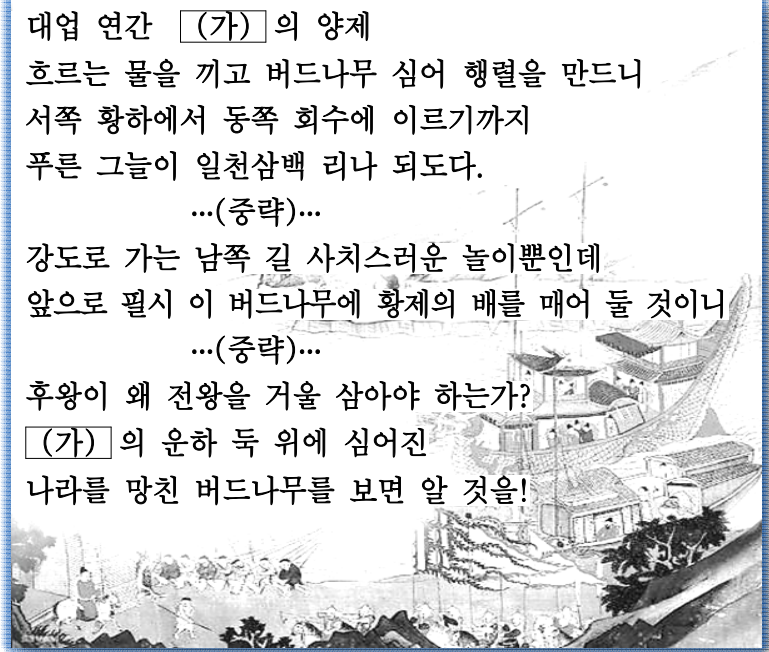 대업 연간 (가) 의 양제
흐르는 물을 끼고 버드나무 심어 행렬을 만드니
서쪽 황하에서 동쪽 회수에 이르기까지
푸른 그늘이 일천삼백 리나 되도다.
…(중략)…
강도로 가는 남쪽 길 사치스러운 놀이뿐인데
앞으로 필시 이 버드나무에 황제의 배를 매어 둘 것이니
…(중략)…
후왕이 왜 전왕을 거울 삼아야 하는가?
(가) 의 운하 둑 위에 심어진
나라를 망친 버드나무를 보면 알 것을!